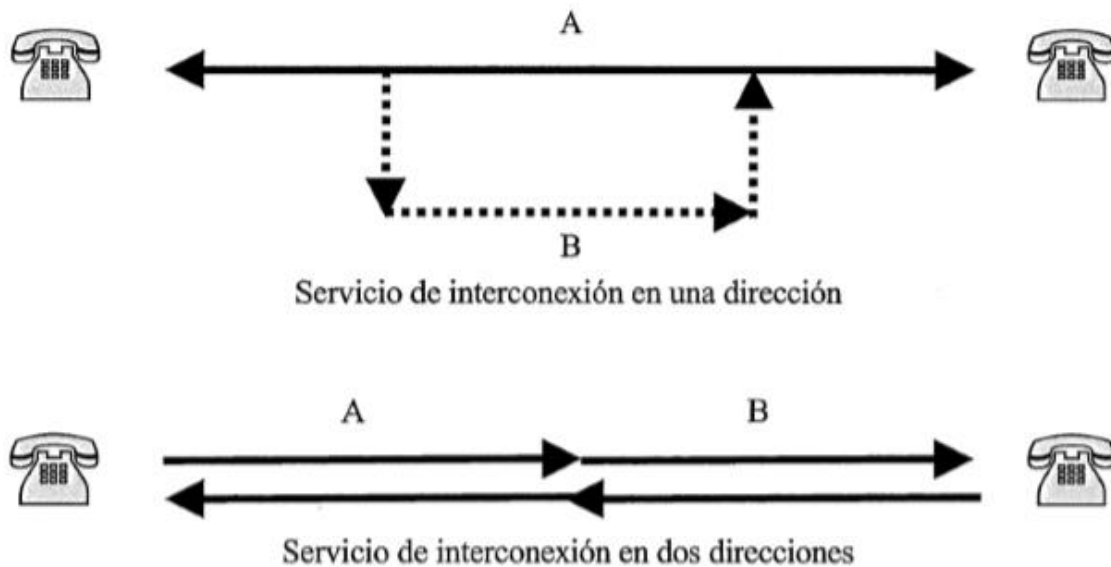 A
B
Servicio de interconexión en una dirección
A B
Servicio de interconexión en dos direcciones